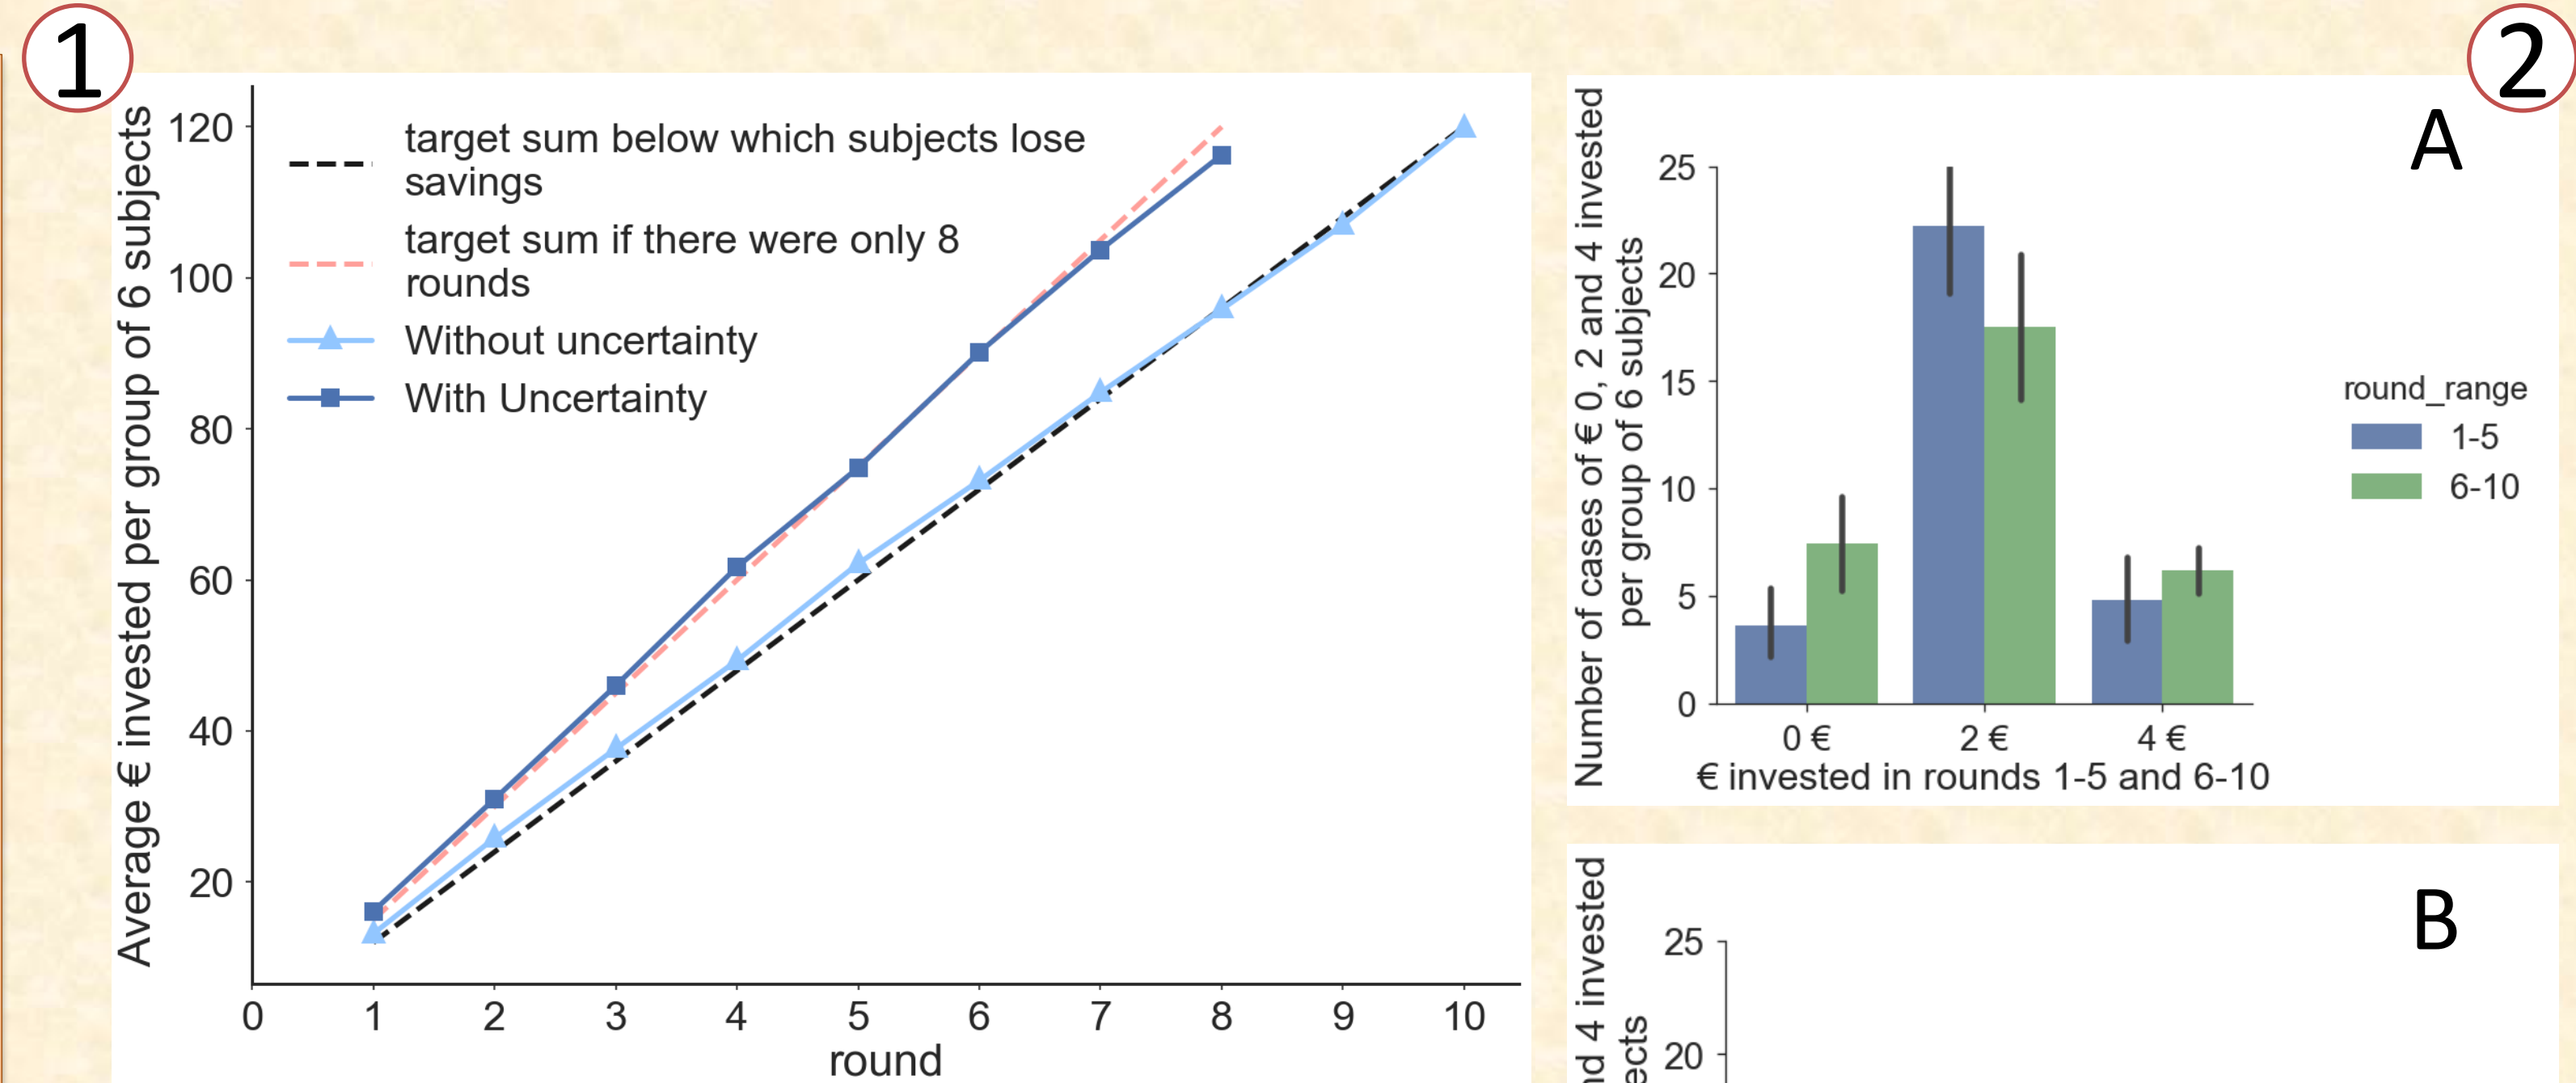 1
Average € invested per group of 6 subjects
120
100
80
60
40
20
target sum below which subjects lose
savings
target sum if there were only 8
rounds
Without uncertainty
With Uncertainty
0 1 2 3 4 5 6 7 8 9 10
round
2
A
Number of cases of € 0, 2 and 4 invested
per group of 6 subjects
25
20
15
10
5
0
0 € 2 € 4 €
€ invested in rounds 1-5 and 6-10
round_range
1-5
6-10
B
4 invested
25
20